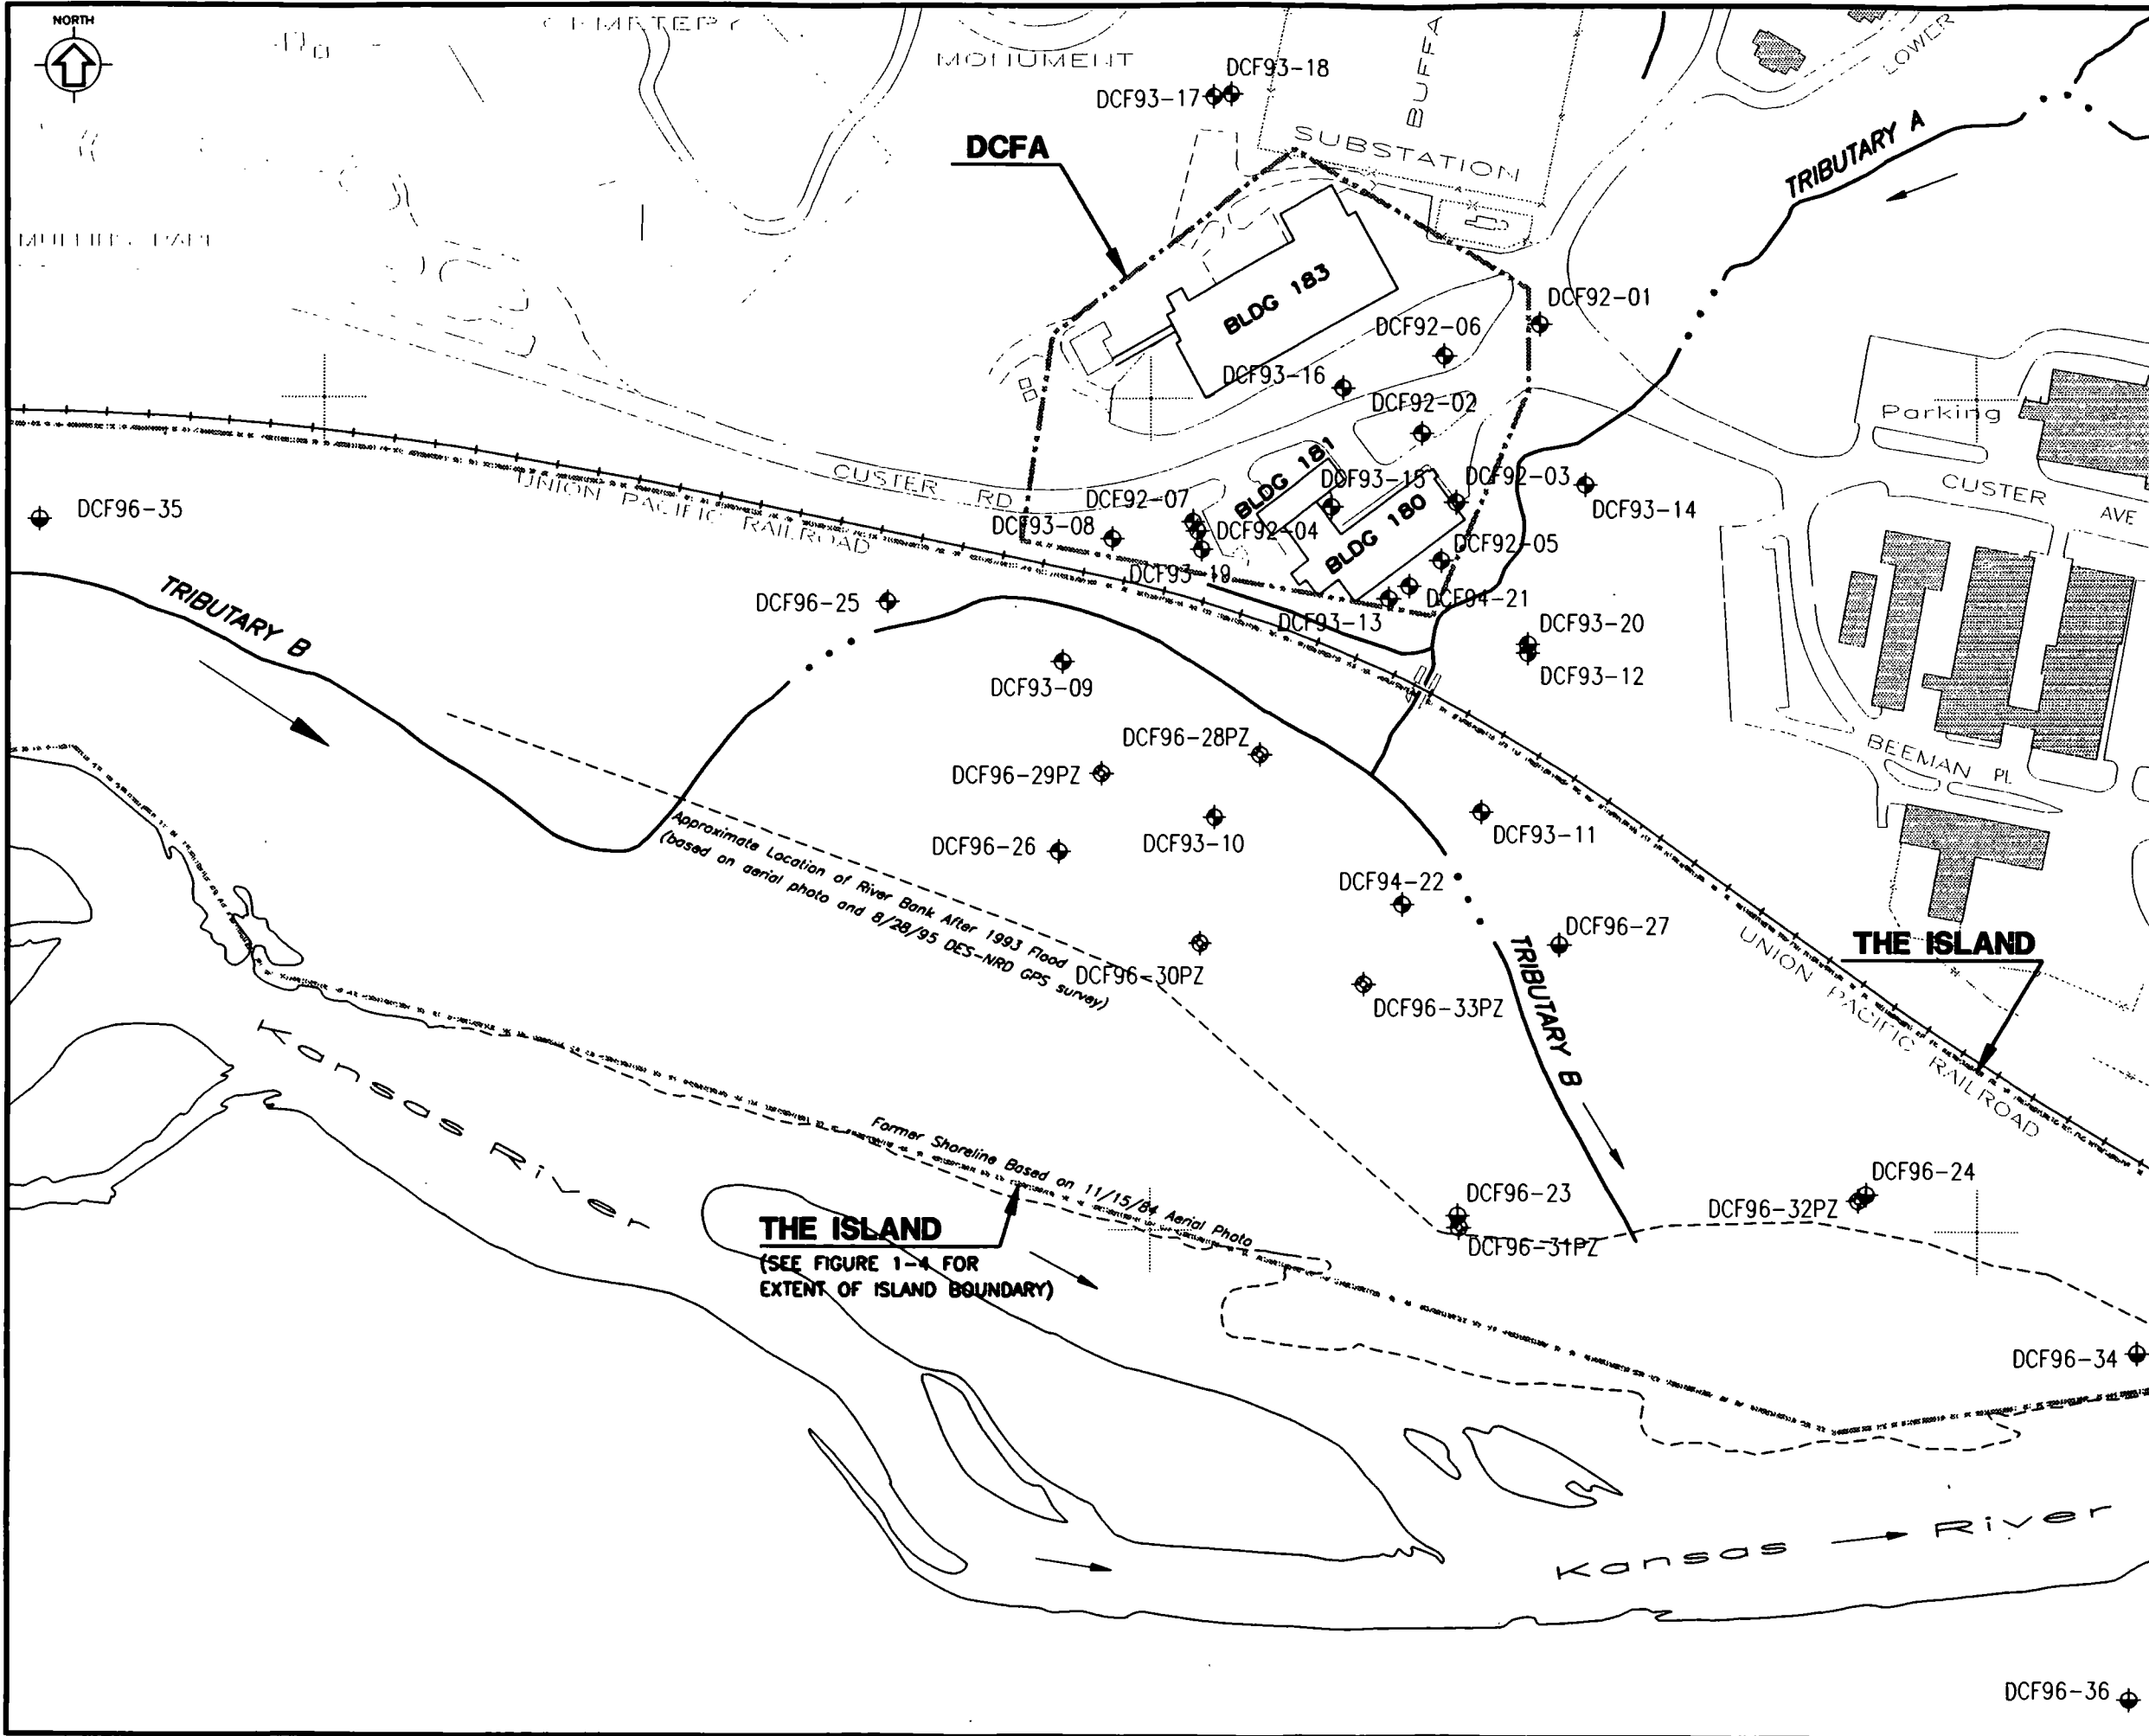 NORTH
CEMETERY
MONUMENT
BUFFA
LOWER
DCF93-18
DCF93-17
SUBSTATION
DCFA
TRIBUTARY A
BLDG 183
DCF92-01
DCF92-06
DCF93-16
DCF92-02
Parking
BLDG 181
CUSTER RD
UNION PACIFIC RAILROAD
DCF93-15
DCF92-03
DCF93-14
CUSTER AVE
DCF96-35
DCF92-07
DCF93-08
DCF92-04
BLDG 180
DCF92-05
DCF93-19
DCF94-21
DCF93-13
DCF96-25
TRIBUTARY B
DCF93-20
DCF93-12
DCF93-09
DCF96-28PZ
DCF96-29PZ
BEEMAN PL
DCF93-10
DCF93-11
DCF96-26
Approximate Location of River Bank After 1993 Flood
(based on aerial photo and 8/28/95 DES-NRD GPS survey)
DCF94-22
DCF96-27
DCF96-30PZ
DCF96-33PZ
TRIBUTARY B
THE ISLAND
UNION PACIFIC RAILROAD
Kansas River
Former Shoreline Based on 11/15/84 Aerial Photo
DCF96-23
DCF96-31PZ
DCF96-24
DCF96-32PZ
THE ISLAND
(SEE FIGURE 1-4 FOR
EXTENT OF ISLAND BOUNDARY)
DCF96-34
Kansas River
DCF96-36